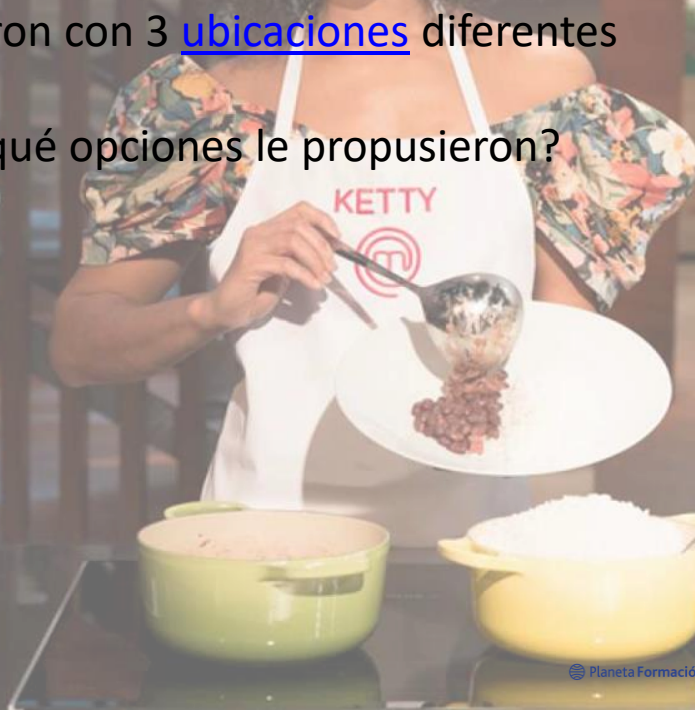 ron con 3 ubicaciones diferentes
qué opciones le propusieron?
KETTY
Planeta Formació